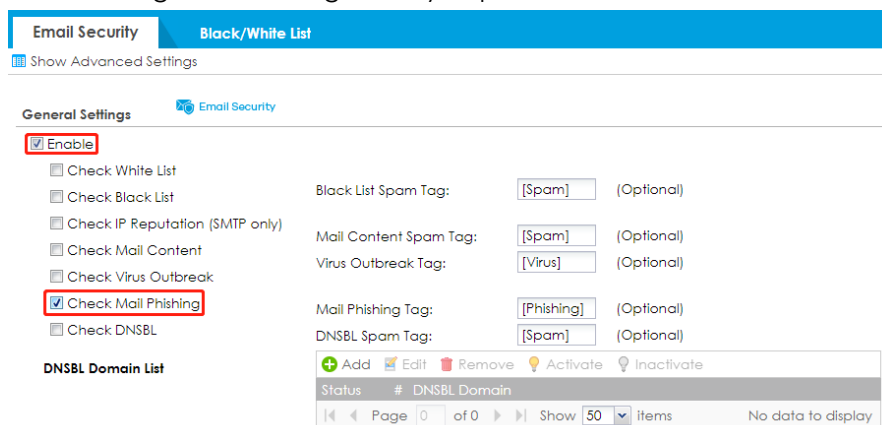 Email Security Black/White List
Show Advanced Settings
General Settings Email Security
Enable
Check White List
Check Black List Black List Spam Tag: [Spam] (Optional)
Check IP Reputation (SMTP only)
Check Mail Content Mail Content Spam Tag: [Spam] (Optional)
Check Virus Outbreak Virus Outbreak Tag: [Virus] (Optional)
Check Mail Phishing Mail Phishing Tag: [Phishing] (Optional)
Check DNSBL DNSBL Spam Tag: [Spam] (Optional)
DNSBL Domain List Add Edit Remove Activate Inactivate
Status # DNSBL Domain
Page 0 of 0 Show 50 items No data to display